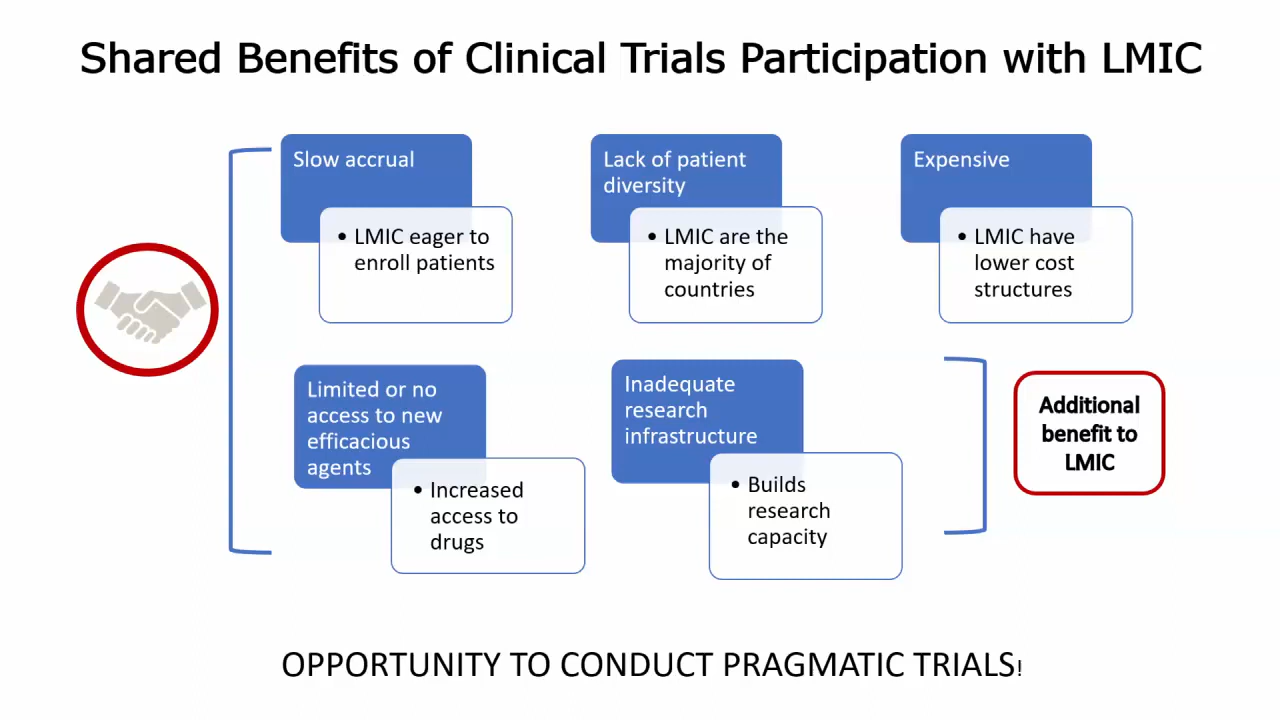 Shared Benefits of Clinical Trials Participation with LMIC
Slow accrual
• LMIC eager to
enroll patients
Lack of patient
diversity
• LMIC are the
majority of
countries
Expensive
• LMIC have
lower cost
structures
Limited or no
access to new
efficacious
agents
• Increased
access to
drugs
Inadequate
research
infrastructure
• Builds
research
capacity
Additional
benefit to
LMIC
OPPORTUNITY TO CONDUCT PRAGMATIC TRIALS!